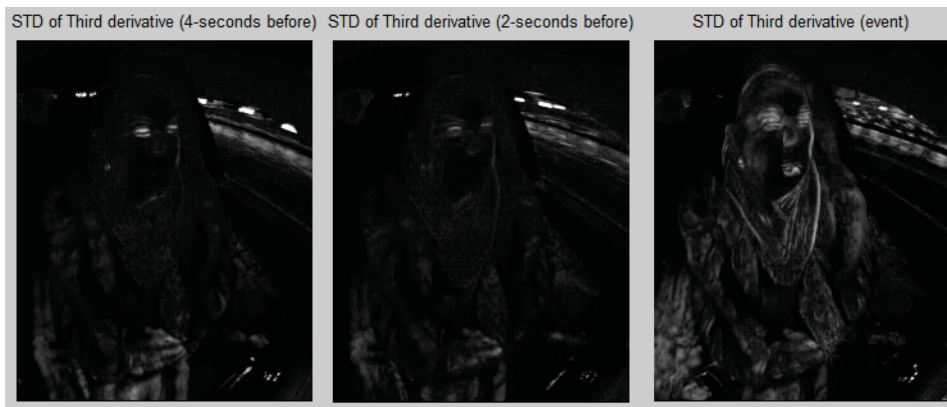 STD of Third derivative (4-seconds before)
STD of Third derivative (2-seconds before)
STD of Third derivative (event)